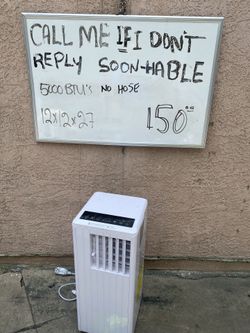 CALL ME IF I DON'T
REPLY SOON-HABLE
5000 BTU'S NO HOSE
12x12x27
150.00